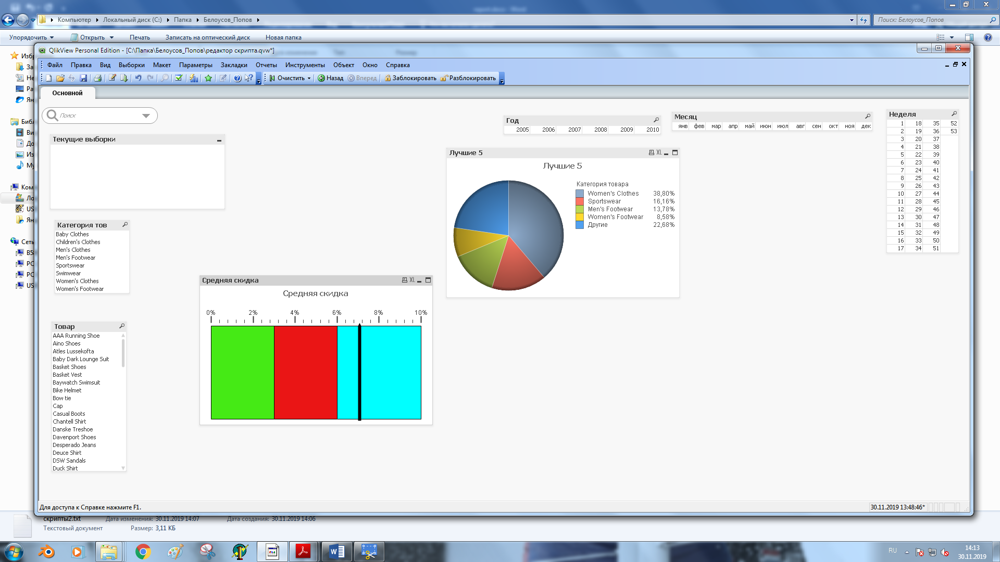 Компьютер
Локальный диск (C:)
Папка
Белоусов_Попов
Поиск: Белоусов_Попов
Упорядочить
Открыть
Печать
Записать на оптический диск
Новая папка
QlikView Personal Edition - [C:\Папка\Белоусов_Попов\редактор скрипта.qvw*]
Файл Правка Вид Выборки Макет Параметры Закладки Отчеты Инструменты Объект Окно Справка
Очистить Назад Вперед Заблокировать Разблокировать
Основной
Поиск
Текущие выборки
Категория тов
Baby Clothes
Children's Clothes
Men's Clothes
Men's Footwear
Sportswear
Swimwear
Women's Clothes
Women's Footwear
Товар
AAA Running Shoe
Aino Shoes
Atles Lussekofta
Baby Dark Lounge Suit
Basket Shoes
Basket Vest
Baywatch Swimsuit
Bike Helmet
Bow tie
Cap
Casual Boots
Chantell Shirt
Danske Treshoe
Davenport Shoes
Desperado Jeans
Deuce Shirt
DSW Sandals
Duck Shirt
Средняя скидка
XL
Средняя скидка
0% 2% 4% 6% 8% 10%
Год
2005 2006 2007 2008 2009 2010
Лучшие 5
XL
Лучшие 5
Категория товара
Women's Clothes 38,80%
Sportswear 16,16%
Men's Footwear 13,78%
Women's Footwear 8,58%
Другие 22,68%
Месяц
янв фев мар апр май июн июл авг сен окт ноя дек
Неделя
1 18 35 52
2 19 36 53
3 20 37
4 21 38
5 22 39
6 23 40
7 24 41
8 25 42
9 26 43
10 27 44
11 28 45
12 29 46
13 30 47
14 31 48
15 32 49
16 33 50
17 34 51
Для доступа к Справке нажмите F1.
30.11.2019 13:48:46*
скрипты2.txt Дата изменения: 30.11.2019 14:07 Дата создания: 30.11.2019 14:06
Текстовый документ Размер: 3,11 КБ
RU
14:13
30.11.2019